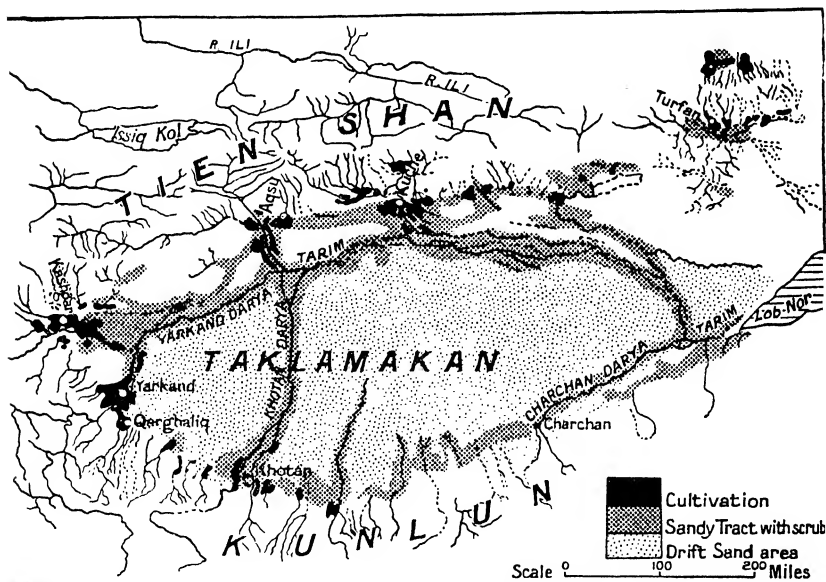 R. ILI
R. ILI
Turfan
Issiq Kol
TIEN SHAN
Kuche
Aqsu
TARIM
Kashgar
YARKAND DARYA
KHOTAN DARYA
TAKLAMAKAN
TARIM
Lob-Nor
CHARCHAN DARYA
Yarkand
Qarghaliq
Charchan
Khotan
KUNLUN
Cultivation
Sandy Tract with scrub
Drift Sand area
Scale 0 100 200 Miles